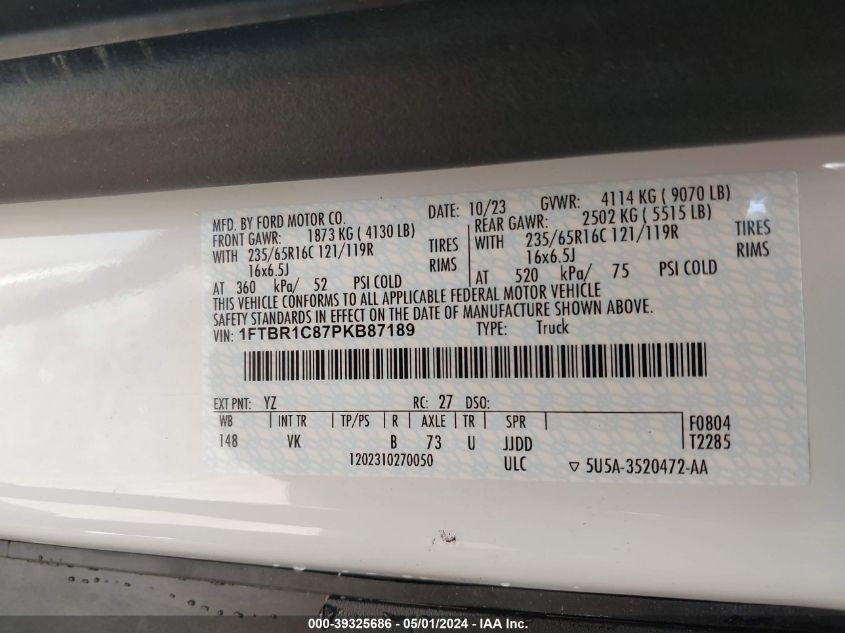 MFD. BY FORD MOTOR CO. DATE: 10/23 GVWR: 4114 KG ( 9070 LB)
FRONT GAWR: 1873 KG ( 4130 LB) REAR GAWR: 2502 KG ( 5515 LB)
WITH 235/65R16C 121/119R TIRES WITH 235/65R16C 121/119R TIRES
16x6.5J RIMS 16x6.5J RIMS
AT 360 kPa/ 52 PSI COLD AT 520 kPa/ 75 PSI COLD
THIS VEHICLE CONFORMS TO ALL APPLICABLE FEDERAL MOTOR VEHICLE
SAFETY STANDARDS IN EFFECT ON THE DATE OF MANUFACTURE SHOWN ABOVE.
VIN: 1FTBR1C87PKB87189 TYPE: Truck
EXT PNT: YZ RC: 27 DSO:
WB INT TR TP/PS R AXLE TR SPR F0804
148 VK B 73 U JJDD T2285
1202310270050 ULC ▽ 5U5A-3520472-AA
000-39325686 - 05/01/2024 - IAA Inc.